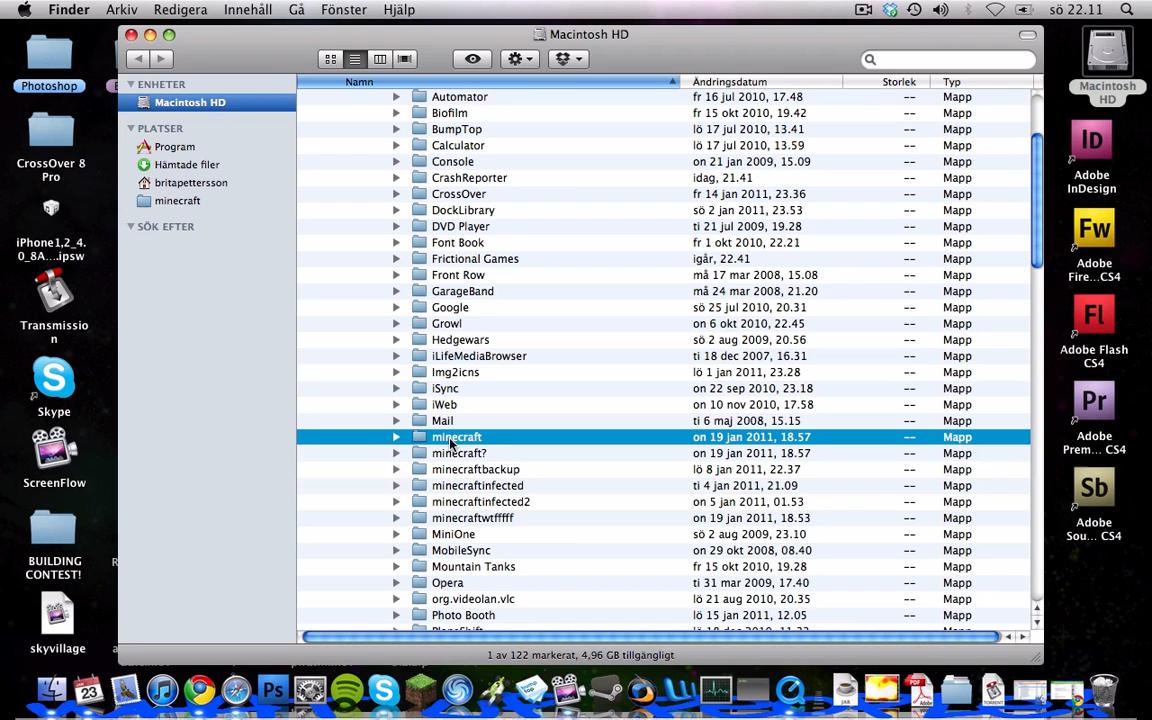 Finder Arkiv Redigera Innehåll Gå Fönster Hjälp sö 22.11
Macintosh HD
ENHETER
Macintosh HD
PLATSER
Program
Hämtade filer
britapettersson
minecraft
SÖK EFTER
Namn Ändringsdatum Storlek Typ
Automator fr 16 jul 2010, 17.48 -- Mapp
Biofilm fr 15 okt 2010, 19.42 -- Mapp
BumpTop lö 17 jul 2010, 13.41 -- Mapp
Calculator lö 17 jul 2010, 13.59 -- Mapp
Console on 21 jan 2009, 15.09 -- Mapp
CrashReporter idag, 21.41 -- Mapp
CrossOver fr 14 jan 2011, 23.36 -- Mapp
DockLibrary sö 2 jan 2011, 23.53 -- Mapp
DVD Player ti 21 jul 2009, 19.28 -- Mapp
Font Book fr 1 okt 2010, 22.21 -- Mapp
Frictional Games igår, 22.41 -- Mapp
Front Row må 17 mar 2008, 15.08 -- Mapp
GarageBand må 24 mar 2008, 21.20 -- Mapp
Google sö 25 jul 2010, 20.31 -- Mapp
Growl on 6 okt 2010, 22.45 -- Mapp
Hedgewars sö 2 aug 2009, 20.56 -- Mapp
iLifeMediaBrowser ti 18 dec 2007, 16.31 -- Mapp
Img2icns lö 1 jan 2011, 23.28 -- Mapp
iSync on 22 sep 2010, 23.18 -- Mapp
iWeb on 10 nov 2010, 17.58 -- Mapp
Mail ti 6 maj 2008, 15.15 -- Mapp
minecraft on 19 jan 2011, 18.57 -- Mapp
minecraft? on 19 jan 2011, 18.57 -- Mapp
minecraftbackup lö 8 jan 2011, 22.37 -- Mapp
minecraftinfected ti 4 jan 2011, 21.09 -- Mapp
minecraftinfected2 on 5 jan 2011, 01.53 -- Mapp
minecraftwtfffff on 19 jan 2011, 18.53 -- Mapp
MiniOne sö 2 aug 2009, 23.10 -- Mapp
MobileSync on 29 okt 2008, 08.40 -- Mapp
Mountain Tanks fr 15 okt 2010, 19.28 -- Mapp
Opera ti 31 mar 2009, 17.40 -- Mapp
org.videolan.vlc lö 21 aug 2010, 20.35 -- Mapp
Photo Booth lö 15 jan 2011, 12.05 -- Mapp
1 av 122 markerat, 4,96 GB tillgängligt
Photoshop
CrossOver 8
Pro
iPhone1,2_4.
0_8A....ipsw
Transmissio
n
Skype
ScreenFlow
BUILDING
CONTEST!
skyvillage
Macintosh
HD
Id
Adobe
InDesign
Fw
Adobe
Fire...CS4
Fl
Adobe Flash
CS4
Pr
Adobe
Prem...CS4
Sb
Adobe
Sou...CS4
23
Ps